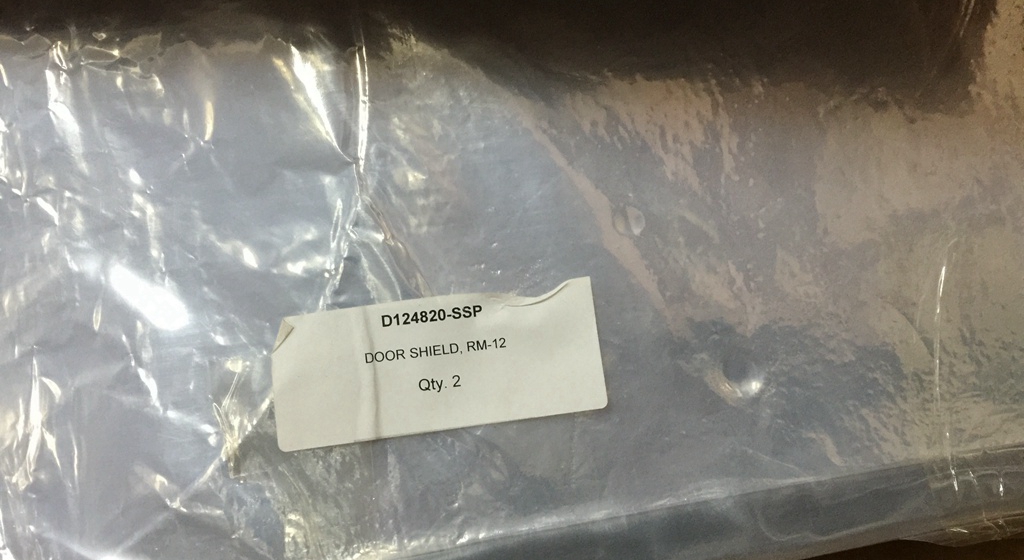 D124820-SSP
DOOR SHIELD, RM-12
Qty. 2